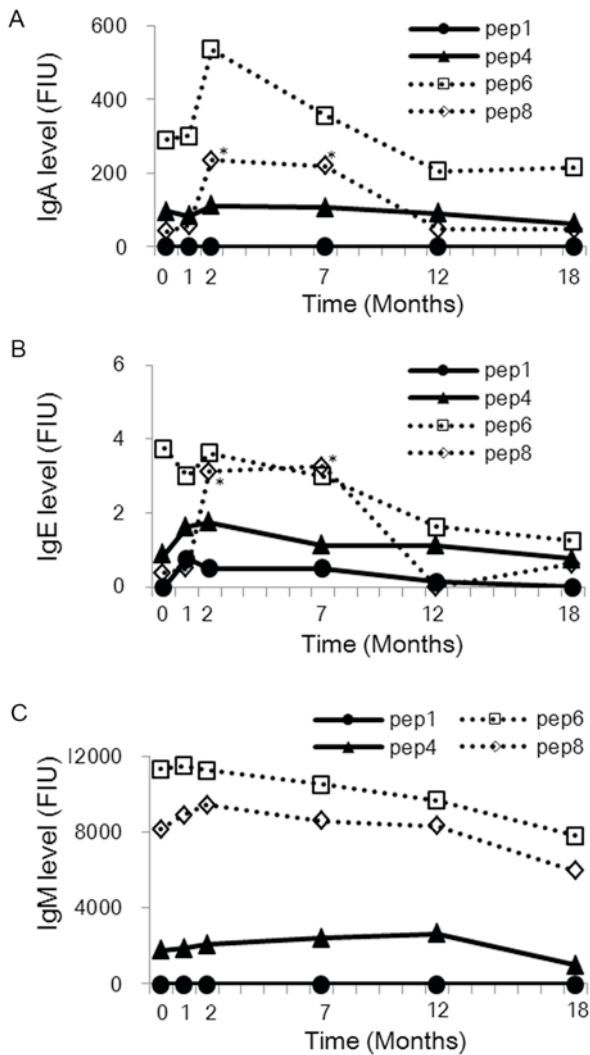 A
600
400
200
0
IgA level (FIU)
pep1
pep4
pep6
pep8
*
*
0 1 2 7 12 18
Time (Months)
B
6
4
2
0
IgE level (FIU)
pep1
pep4
pep6
pep8
*
*
0 1 2 7 12 18
Time (Months)
C
pep1 pep6
pep4 pep8
12000
8000
4000
0
IgM level (FIU)
0 1 2 7 12 18
Time (Months)